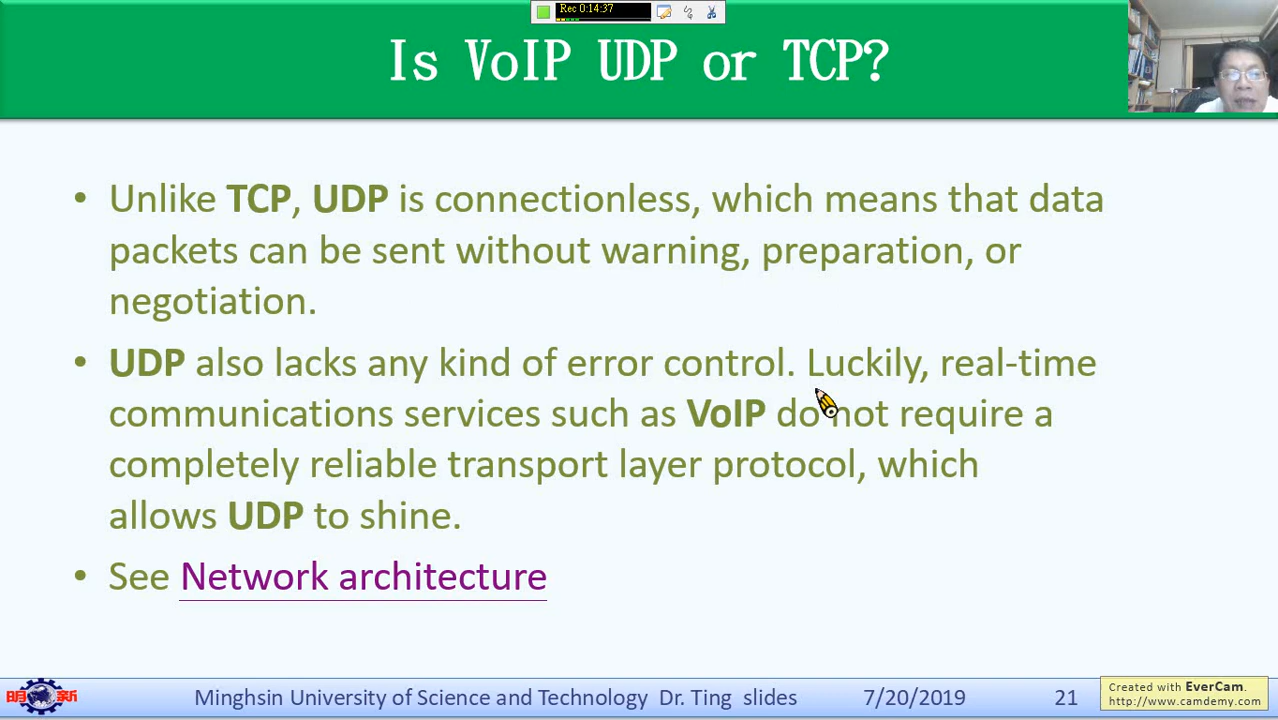 Rec 0:14:37
Is VoIP UDP or TCP?
• Unlike TCP, UDP is connectionless, which means that data
packets can be sent without warning, preparation, or
negotiation.
• UDP also lacks any kind of error control. Luckily, real-time
communications services such as VoIP do not require a
completely reliable transport layer protocol, which
allows UDP to shine.
• See Network architecture
明 新
Minghsin University of Science and Technology Dr. Ting slides
7/20/2019
21
Created with EverCam.
http://www.camdemy.com